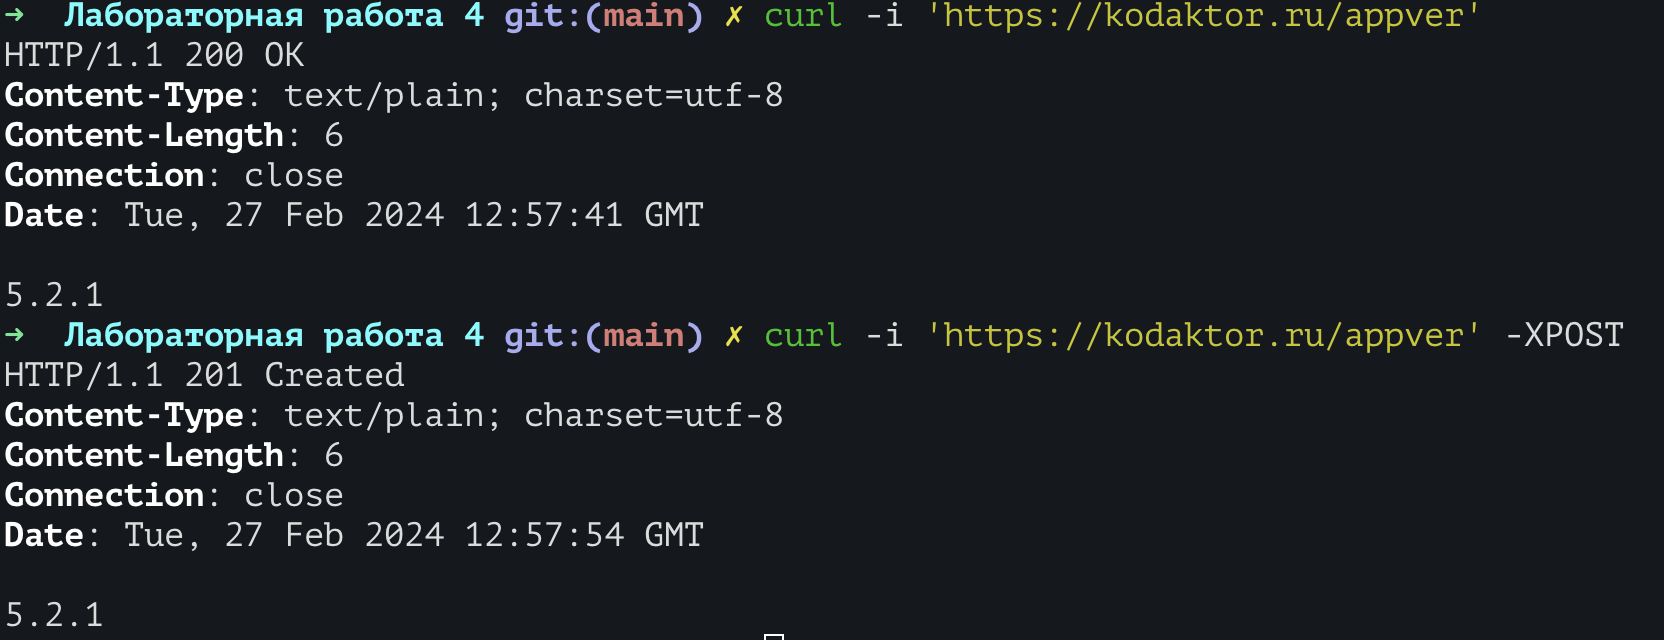 → Лабораторная работа 4 git:(main) ✗ curl -i 'https://kodaktor.ru/appver'
HTTP/1.1 200 OK
Content-Type: text/plain; charset=utf-8
Content-Length: 6
Connection: close
Date: Tue, 27 Feb 2024 12:57:41 GMT
5.2.1
→ Лабораторная работа 4 git:(main) ✗ curl -i 'https://kodaktor.ru/appver' -XPOST
HTTP/1.1 201 Created
Content-Type: text/plain; charset=utf-8
Content-Length: 6
Connection: close
Date: Tue, 27 Feb 2024 12:57:54 GMT
5.2.1